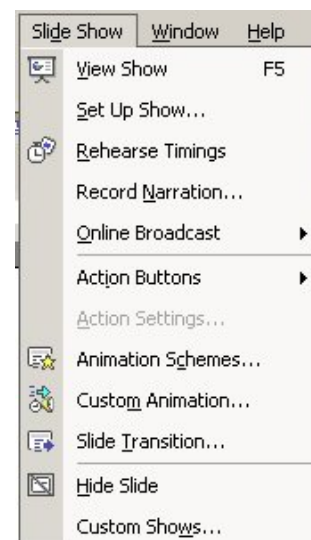 Slide Show Window Help
View Show F5
Set Up Show...
Rehearse Timings
Record Narration...
Online Broadcast
Action Buttons
Action Settings...
Animation Schemes...
Custom Animation...
Slide Transition...
Hide Slide
Custom Shows...